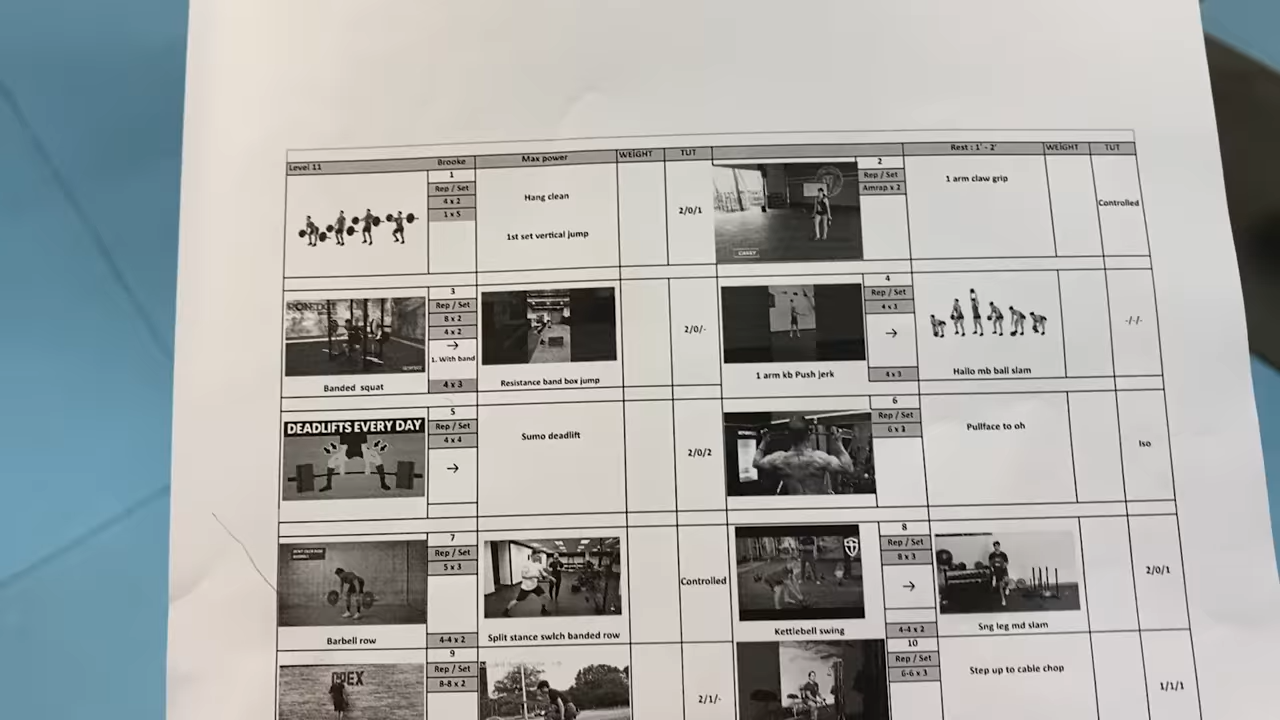 Level 11 Brooke Max power WEIGHT TUT Rest : 1' - 2' WEIGHT TUT
1
Rep / Set
4 x 2
1 x 5
Hang clean
1st set vertical jump
2/0/1
2
Rep / Set
Amrap x 2
1 arm claw grip
Controlled
3
Rep / Set
8 x 2
4 x 2
→
1. With band
4 x 3
Banded squat
Resistance band box jump
2/0/-
4
Rep / Set
4 x 3
→
4 x 3
1 arm kb Push jerk
Hallo mb ball slam
-/-/-
DEADLIFTS EVERY DAY
5
Rep / Set
4 x 4
→
Sumo deadlift
2/0/2
6
Rep / Set
6 x 3
Pullface to oh
Iso
7
Rep / Set
5 x 3
4-4 x 2
Barbell row
Split stance swich banded row
Controlled
8
Rep / Set
8 x 3
→
4-4 x 2
Kettlebell swing
Sng leg md slam
2/0/1
9
Rep / Set
8-8 x 2
2/1/-
10
Rep / Set
6-6 x 3
Step up to cable chop
1/1/1